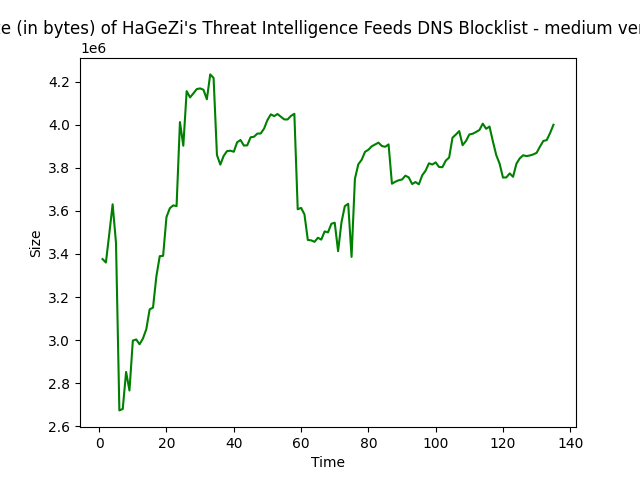 e (in bytes) of HaGeZi's Threat Intelligence Feeds DNS Blocklist - medium ver
1e6
4.2
4.0
3.8
3.6
3.4
3.2
3.0
2.8
2.6
Size
0 20 40 60 80 100 120 140
Time